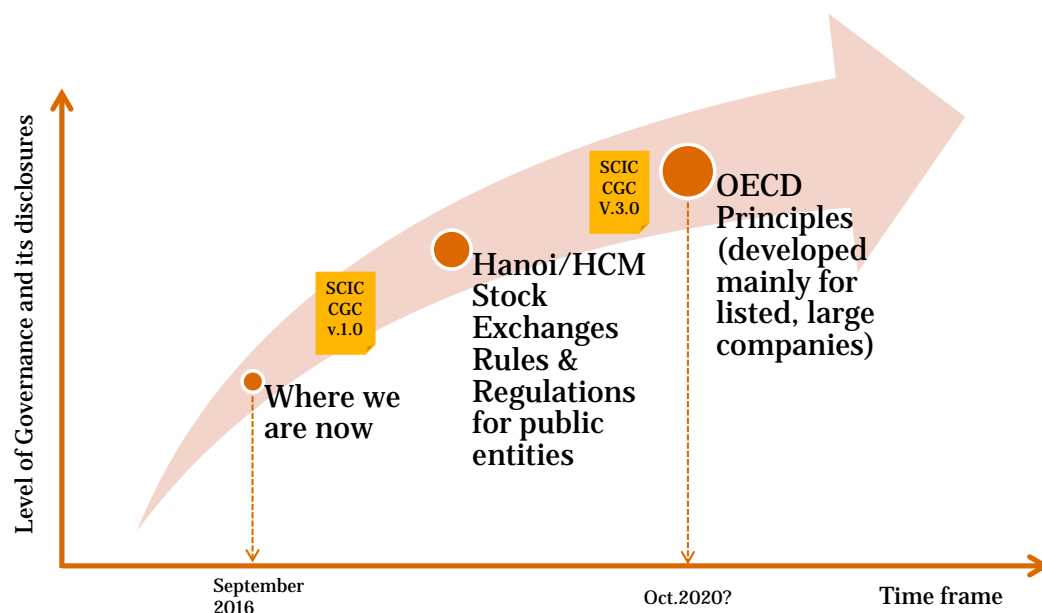 Level of Governance and its disclosures
SCIC
CGC
v.1.0
Where we
are now
Hanoi/HCM
Stock
Exchanges
Rules &
Regulations
for public
entities
SCIC
CGC
V.3.0
OECD
Principles
(developed
mainly for
listed, large
companies)
September
2016
Oct.2020?
Time frame